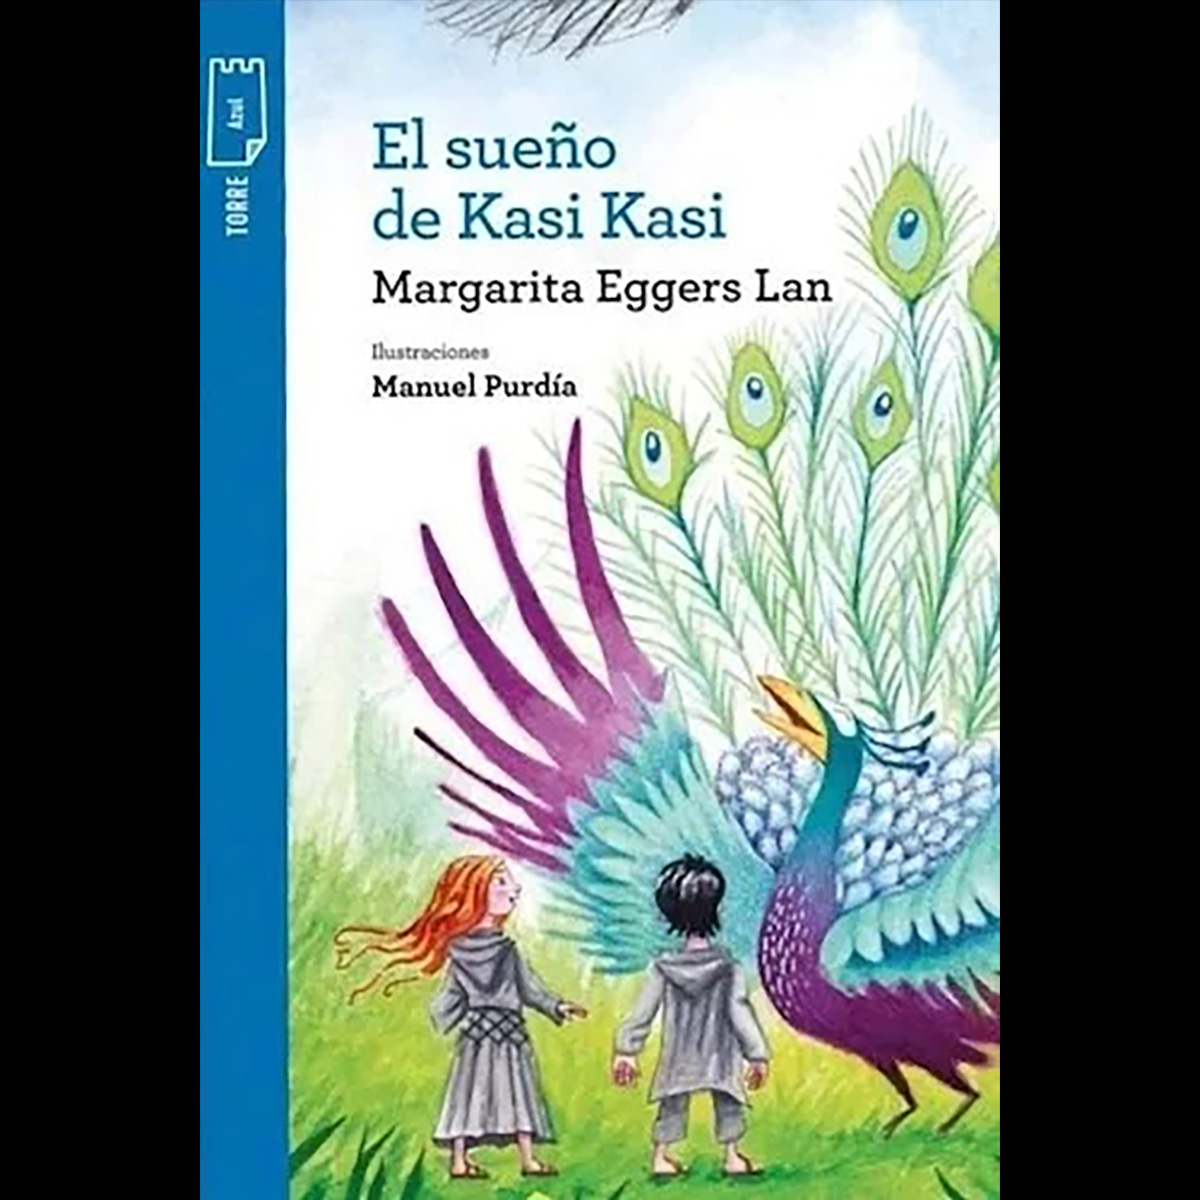 Azul
TORRE
El sueño
de Kasi Kasi
Margarita Eggers Lan
Ilustraciones
Manuel Purdía